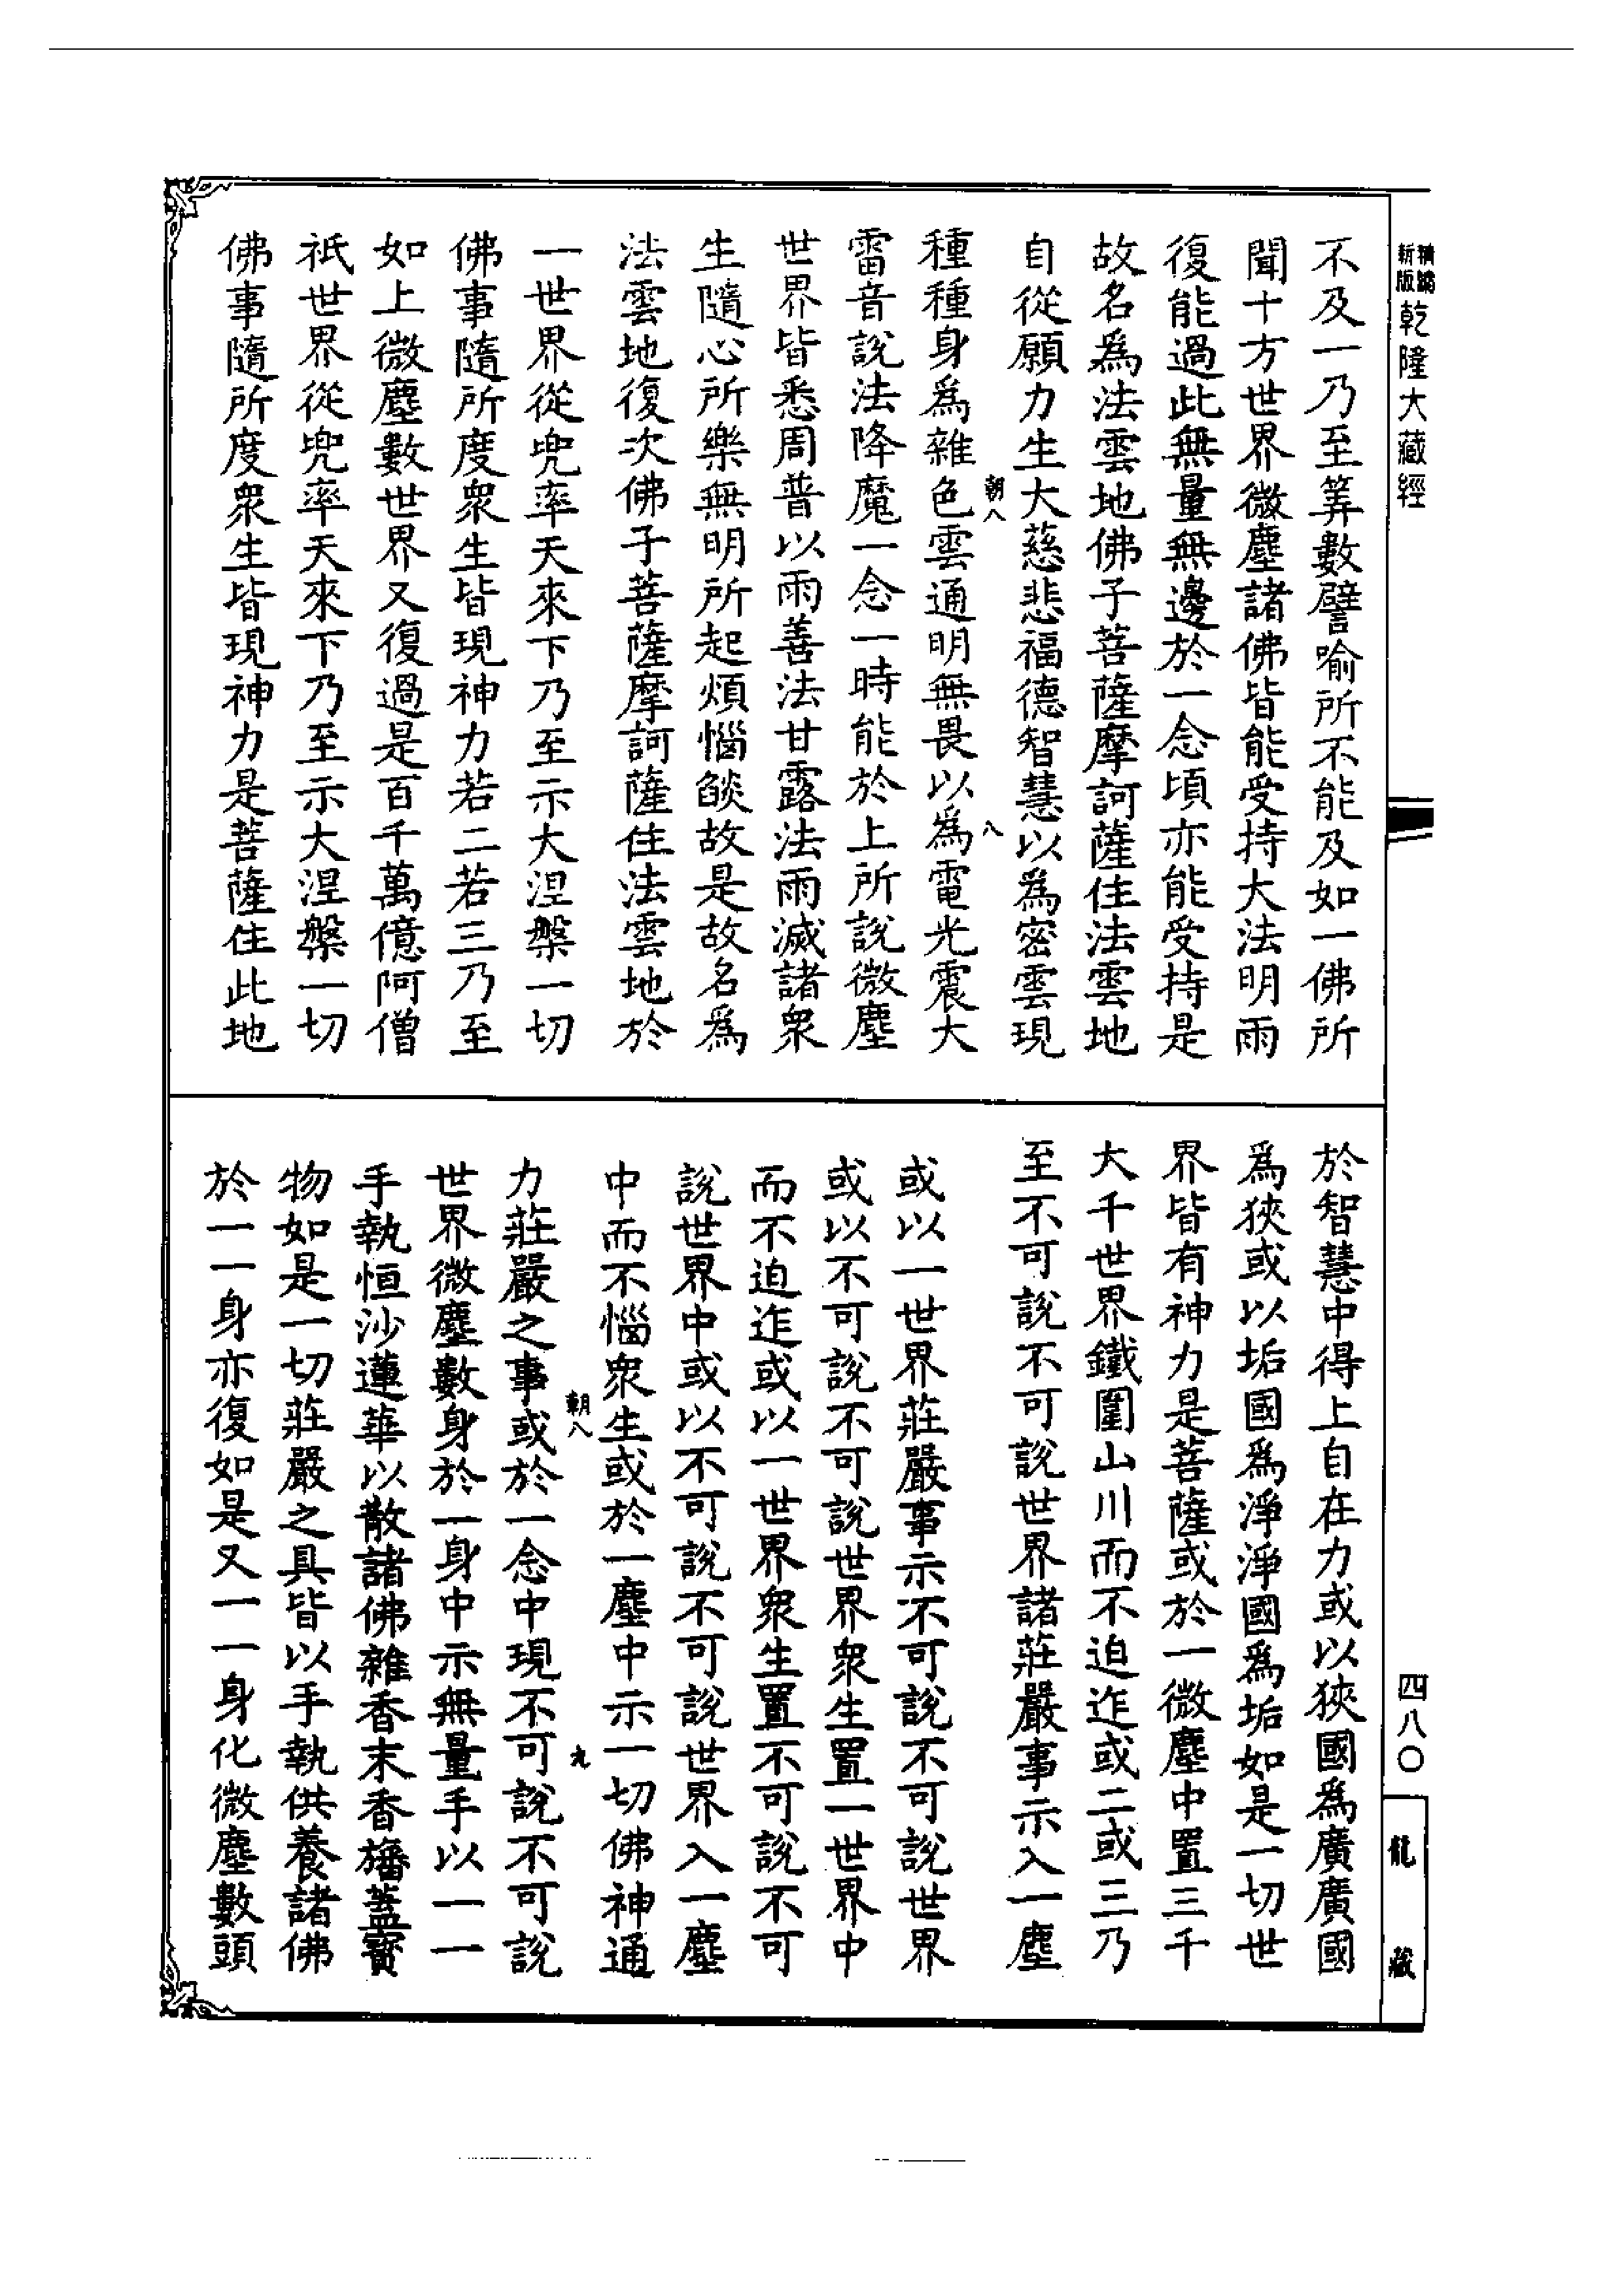 新版精縮乾隆大藏經
不及一乃至筭數譬喻所不能及如一佛所
聞十方世界微塵諸佛皆能受持大法明雨
復能過此無量無邊於一念頃亦能受持是
故名為法雲地佛子菩薩摩訶薩住法雲地
自從願力生大慈悲福德智慧以為密雲現
朝八
八
種種身為雜色雲通明無畏以為電光震大
雷音說法降魔一念一時能於上所說微塵
世界皆悉周普以雨善法甘露法雨滅諸眾
生隨心所樂無明所起煩惱燄故是故名為
法雲地復次佛子菩薩摩訶薩住法雲地於
一世界從兜率天來下乃至示大涅槃一切
佛事隨所度眾生皆現神力若二若三乃至
如上微塵數世界又復過是百千萬億阿僧
祇世界從兜率天來下乃至示大涅槃一切
佛事隨所度眾生皆現神力是菩薩住此地
於智慧中得上自在力或以狹國為廣廣國
為狹或以垢國為淨淨國為垢如是一切世
界皆有神力是菩薩或於一微塵中置三千
大千世界鐵圍山川而不迫迮或二或三乃
至不可說不可說世界諸莊嚴事示入一塵
或以一世界莊嚴事示不可說不可說世界
或以不可說不可說世界眾生置一世界中
而不迫迮或以一世界眾生置不可說不可
說世界中或以不可說不可說世界入一塵
中而不惱眾生或於一塵中示一切佛神通
朝八
九
力莊嚴之事或於一念中現不可說不可說
世界微塵數身於一身中示無量手以一一
手執恒沙蓮華以散諸佛雜香末香旛蓋寶
物如是一切莊嚴之具皆以手執供養諸佛
於一一身亦復如是又一一身化微塵數頭
四八〇
龍藏